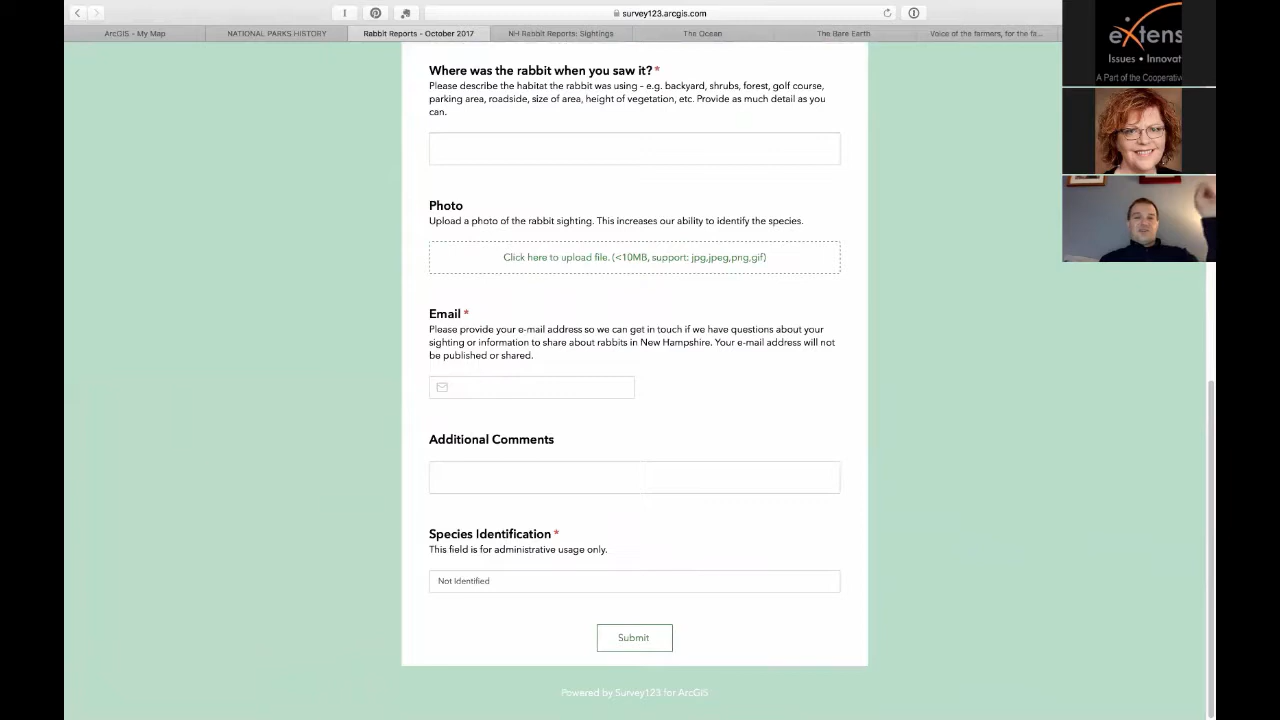 survey123.arcgis.com
ArcGIS - My Map
NATIONAL PARKS HISTORY
Rabbit Reports - October 2017
NH Rabbit Reports: Sightings
The Ocean
The Bare Earth
Voice of the farmers, for the fa...
eXtens
Issues • Innovat
A Part of the Cooperativ
Where was the rabbit when you saw it? *
Please describe the habitat the rabbit was using - e.g. backyard, shrubs, forest, golf course,
parking area, roadside, size of area, height of vegetation, etc. Provide as much detail as you
can.
Photo
Upload a photo of the rabbit sighting. This increases our ability to identify the species.
Click here to upload file. (<10MB, support: jpg,jpeg,png,gif)
Email *
Please provide your e-mail address so we can get in touch if we have questions about your
sighting or information to share about rabbits in New Hampshire. Your e-mail address will not
be published or shared.
Additional Comments
Species Identification *
This field is for administrative usage only.
Not Identified
Submit
Powered by Survey123 for ArcGIS